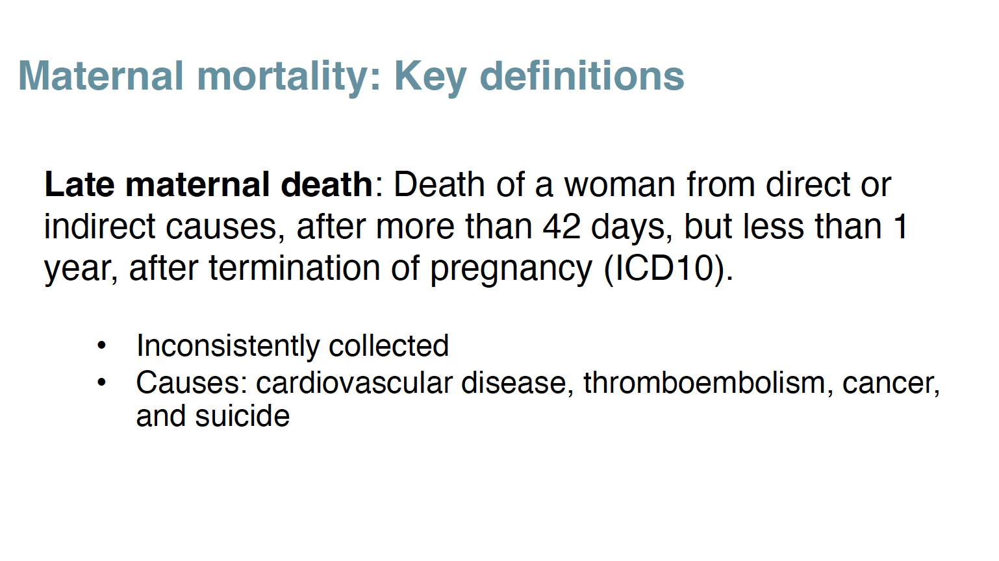 Maternal mortality: Key definitions
Late maternal death: Death of a woman from direct or
indirect causes, after more than 42 days, but less than 1
year, after termination of pregnancy (ICD10).
• Inconsistently collected
• Causes: cardiovascular disease, thromboembolism, cancer,
and suicide